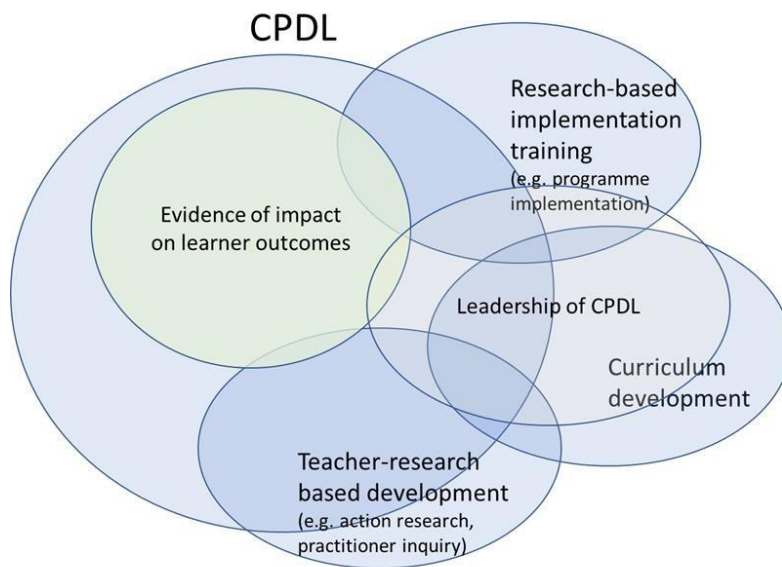 CPDL
Research-based
implementation
training
(e.g. programme
implementation)
Evidence of impact
on learner outcomes
Leadership of CPDL
Curriculum
development
Teacher-research
based development
(e.g. action research,
practitioner inquiry)